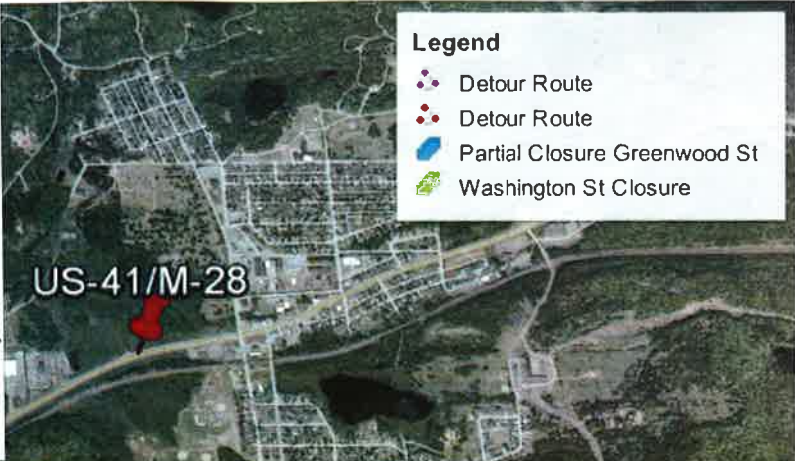 Legend
Detour Route
Detour Route
Partial Closure Greenwood St
Washington St Closure
US-41/M-28